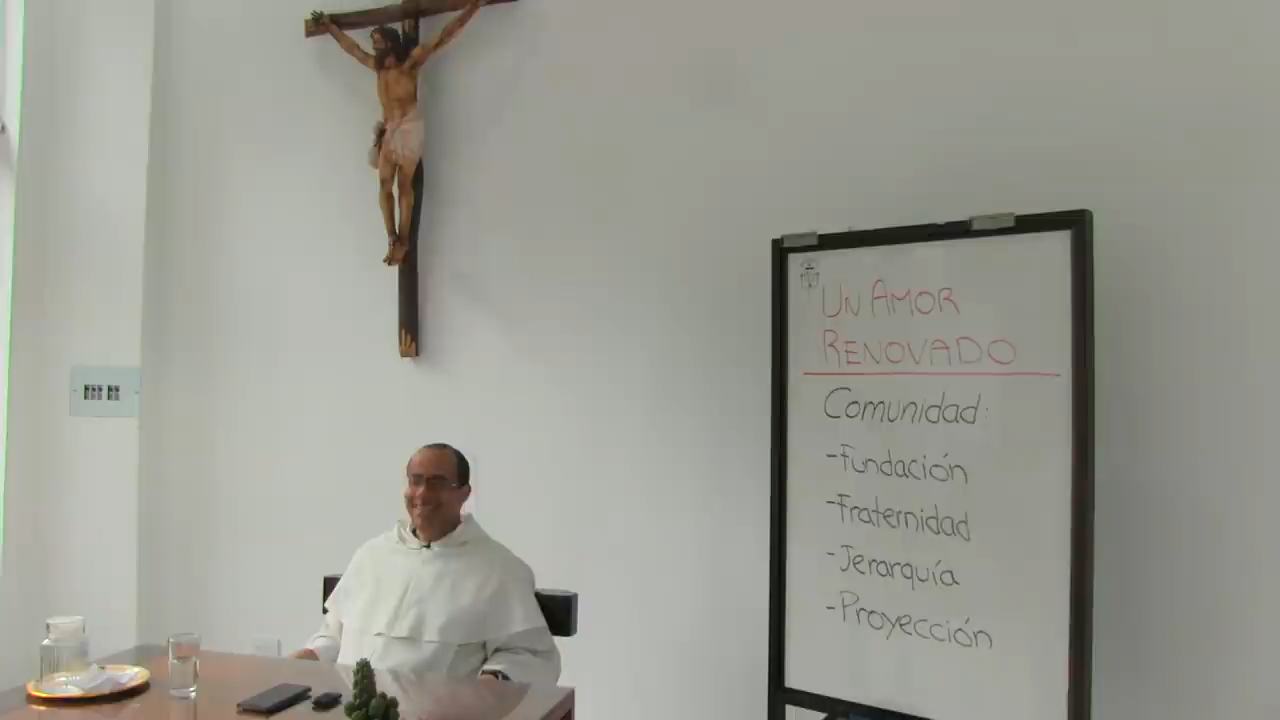 UN AMOR
RENOVADO
Comunidad:
-Fundación
-Fraternidad
-Jerarquía
-Proyección